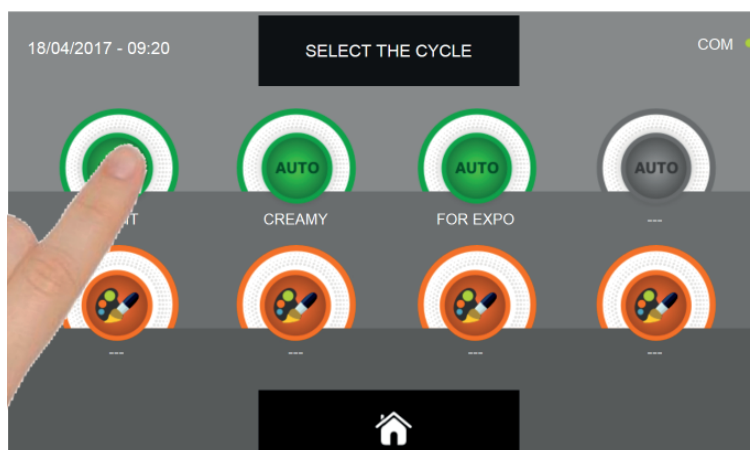 18/04/2017 - 09:20
SELECT THE CYCLE
COM
AUTO
AUTO
AUTO
CREAMY
FOR EXPO
---
---
---
---
---